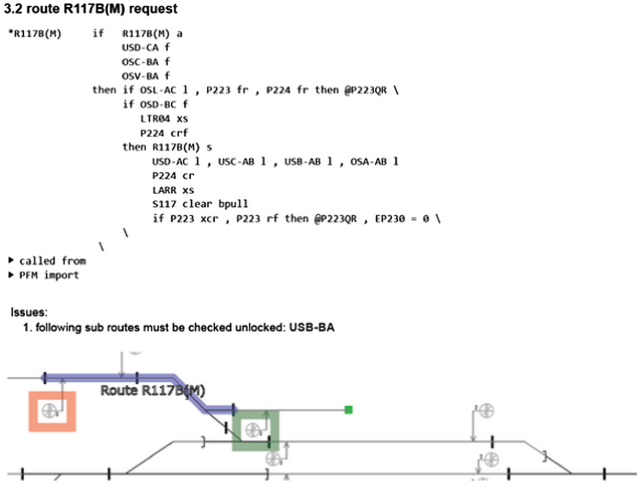 3.2 route R117B(M) request
*R117B(M) if R117B(M) a
USD-CA f
OSC-BA f
OSV-BA f
then if OSL-AC l , P223 fr , P224 fr then @P223QR \
if OSD-BC f
LTR04 xs
P224 crf
then R117B(M) s
USD-AC l , USC-AB l , USB-AB l , OSA-AB l
P224 cr
LARR xs
S117 clear bpull
if P223 xcr , P223 rf then @P223QR , EP230 = 0 \
\
\
▸ called from
▸ PFM import
Issues:
1. following sub routes must be checked unlocked: USB-BA
Route R117B(M)